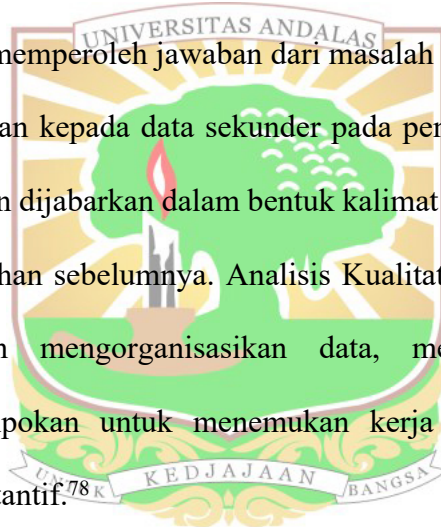 UNIVERSITAS ANDALAS
memperoleh jawaban dari masalah
an kepada data sekunder pada pen
n dijabarkan dalam bentuk kalimat
han sebelumnya. Analisis Kualitat
mengorganisasikan data, me
pokan untuk menemukan kerja
tantif.78
UNTUK KEDJAJAAN BANGSA